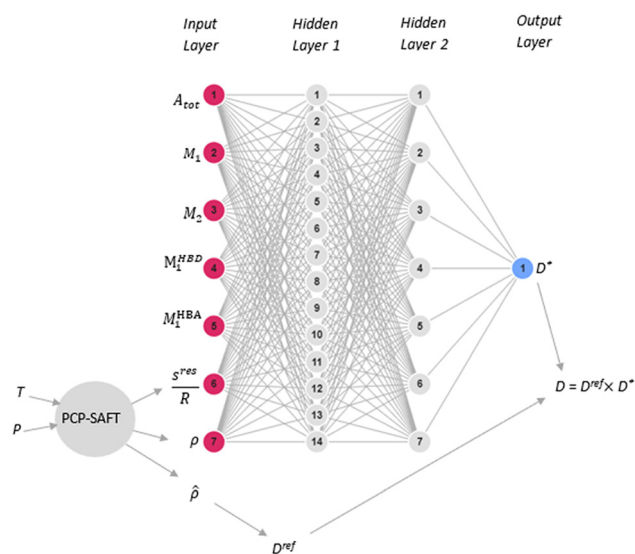 Input Layer
Hidden Layer 1
Hidden Layer 2
Output Layer
A_{tot}
1
1
1
2
M_1
2
3
2
4
M_2
3
5
3
6
M_1^{HBD}
4
7
4
1
D*
8
M_1^{HBA}
5
9
5
10
11
s^{res}/R
6
12
6
D = D^{ref}× D*
T
PCP-SAFT
13
P
ρ
7
14
7
ρ̂
D^{ref}